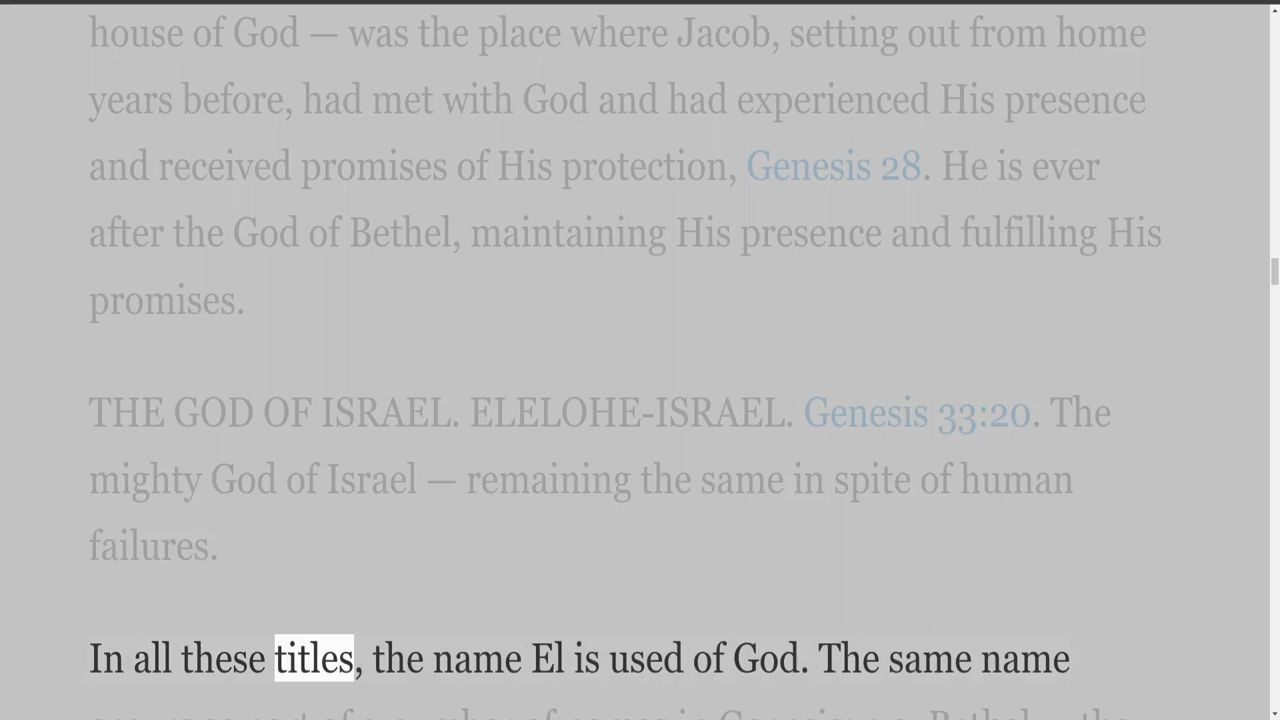 house of God — was the place where Jacob, setting out from home
years before, had met with God and had experienced His presence
and received promises of His protection, Genesis 28. He is ever
after the God of Bethel, maintaining His presence and fulfilling His
promises.
THE GOD OF ISRAEL. ELELOHE-ISRAEL. Genesis 33:20. The
mighty God of Israel — remaining the same in spite of human
failures.
In all these titles, the name El is used of God. The same name